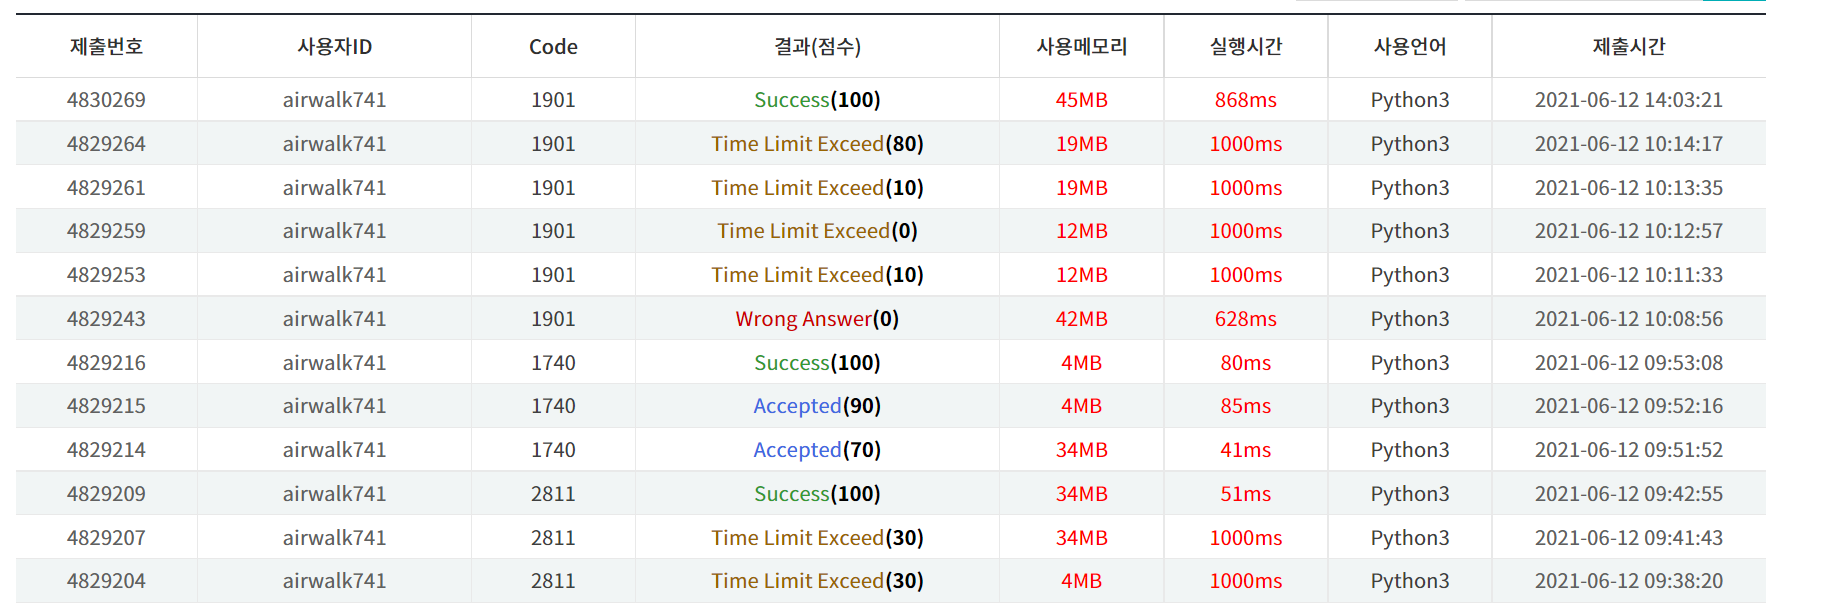 제출번호 사용자ID Code 결과(점수) 사용메모리 실행시간 사용언어 제출시간
4830269 airwalk741 1901 Success(100) 45MB 868ms Python3 2021-06-12 14:03:21
4829264 airwalk741 1901 Time Limit Exceed(80) 19MB 1000ms Python3 2021-06-12 10:14:17
4829261 airwalk741 1901 Time Limit Exceed(10) 19MB 1000ms Python3 2021-06-12 10:13:35
4829259 airwalk741 1901 Time Limit Exceed(0) 12MB 1000ms Python3 2021-06-12 10:12:57
4829253 airwalk741 1901 Time Limit Exceed(10) 12MB 1000ms Python3 2021-06-12 10:11:33
4829243 airwalk741 1901 Wrong Answer(0) 42MB 628ms Python3 2021-06-12 10:08:56
4829216 airwalk741 1740 Success(100) 4MB 80ms Python3 2021-06-12 09:53:08
4829215 airwalk741 1740 Accepted(90) 4MB 85ms Python3 2021-06-12 09:52:16
4829214 airwalk741 1740 Accepted(70) 34MB 41ms Python3 2021-06-12 09:51:52
4829209 airwalk741 2811 Success(100) 34MB 51ms Python3 2021-06-12 09:42:55
4829207 airwalk741 2811 Time Limit Exceed(30) 34MB 1000ms Python3 2021-06-12 09:41:43
4829204 airwalk741 2811 Time Limit Exceed(30) 4MB 1000ms Python3 2021-06-12 09:38:20